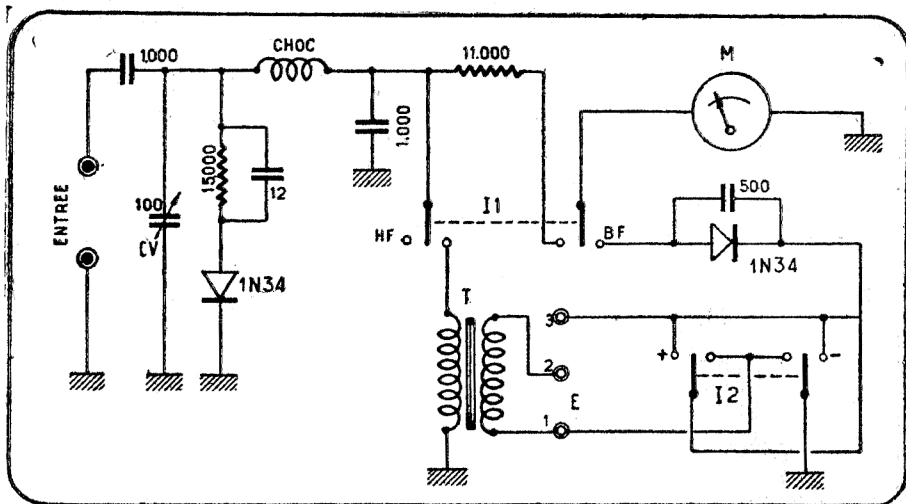 CHOC
1.000
11.000
M
1.000
15000
12
ENTREE
100
CV
500
I1
HF
BF
1N34
1N34
T
3
+
-
2
E
I2
1